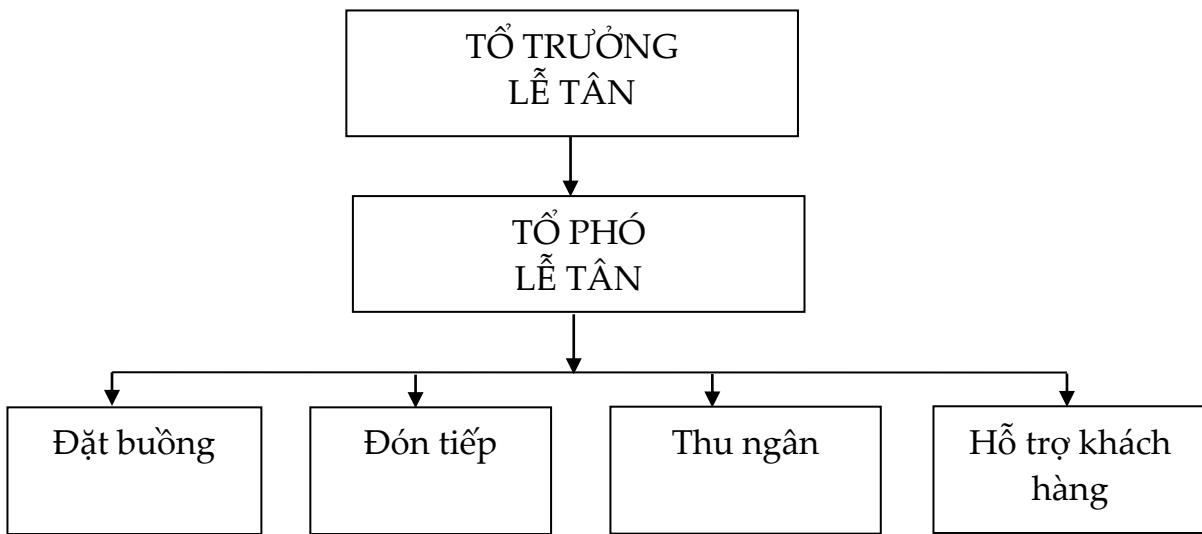 TỔ TRƯỞNG
LỄ TÂN
TỔ PHÓ
LỄ TÂN
Đặt buồng
Đón tiếp
Thu ngân
Hỗ trợ khách
hàng